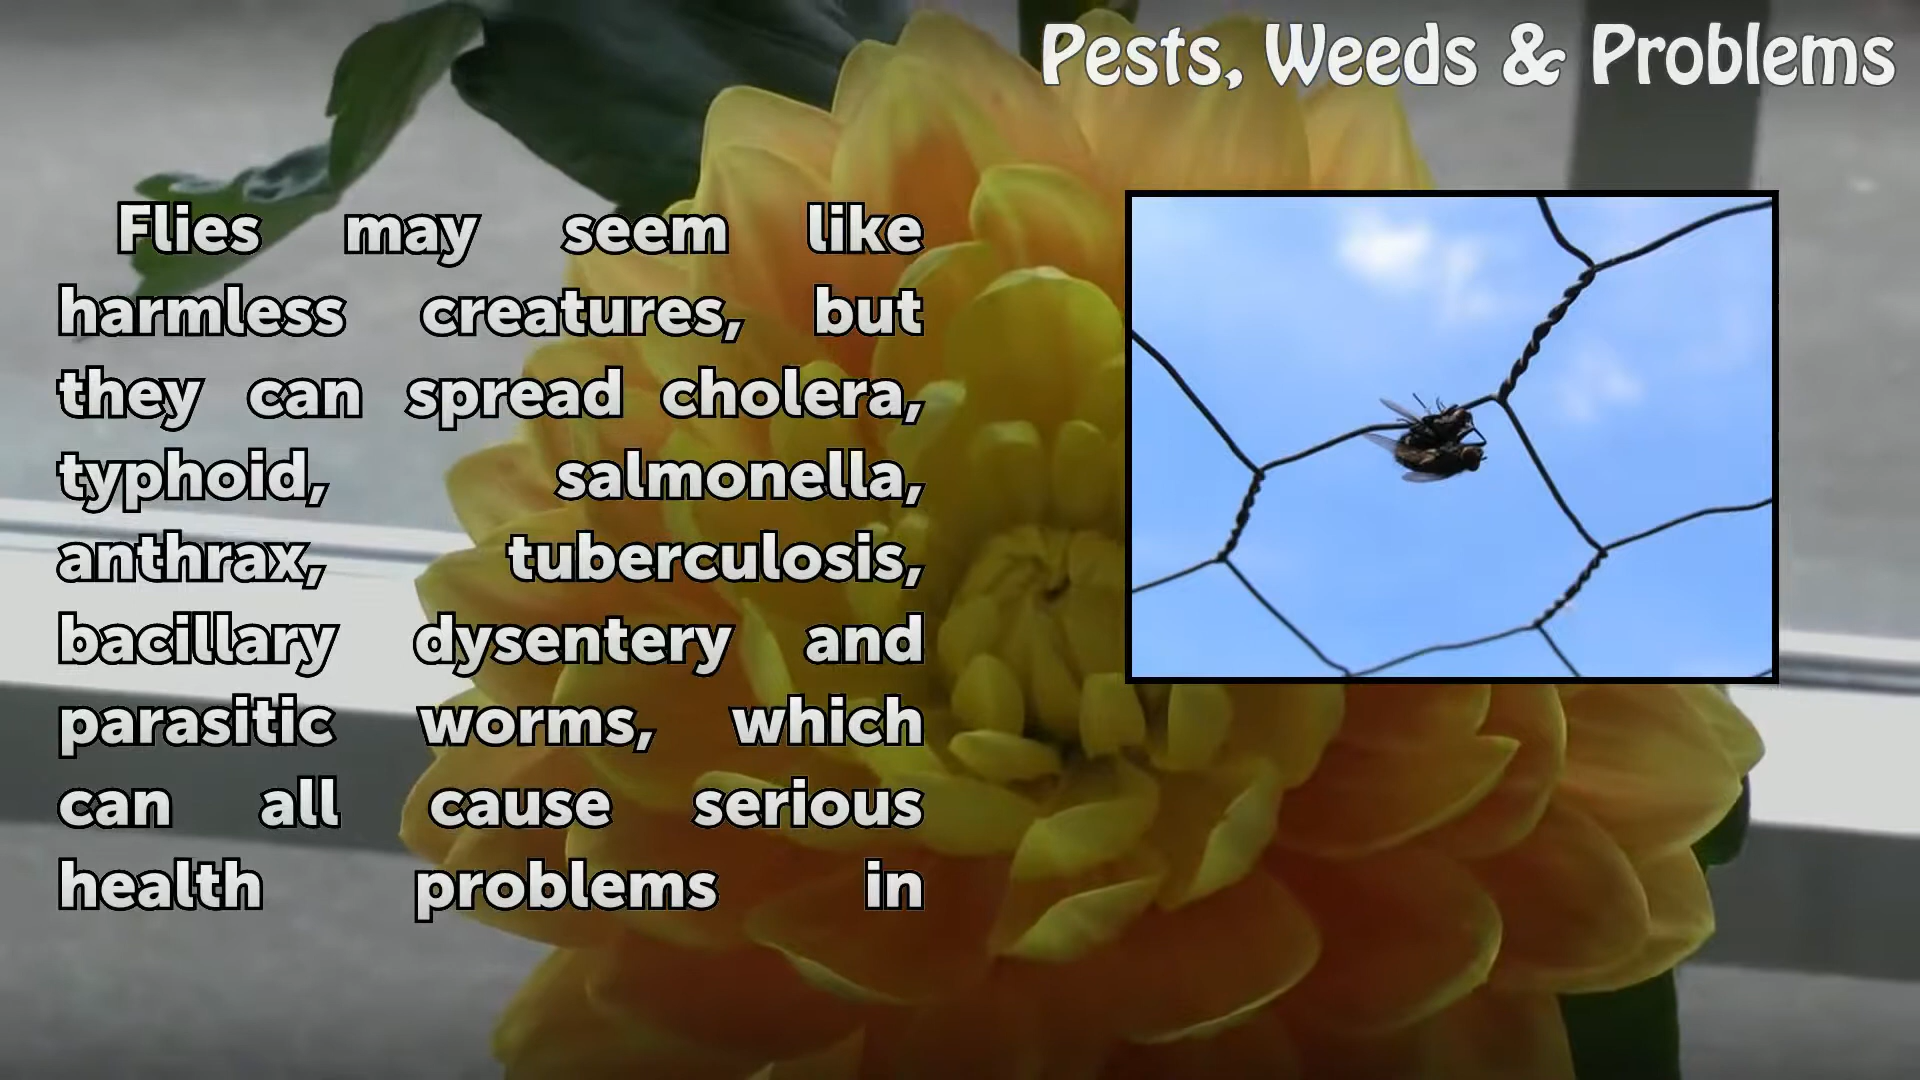 Pests, Weeds & Problems
Flies may seem like
harmless creatures, but
they can spread cholera,
typhoid, salmonella,
anthrax, tuberculosis,
bacillary dysentery and
parasitic worms, which
can all cause serious
health problems in